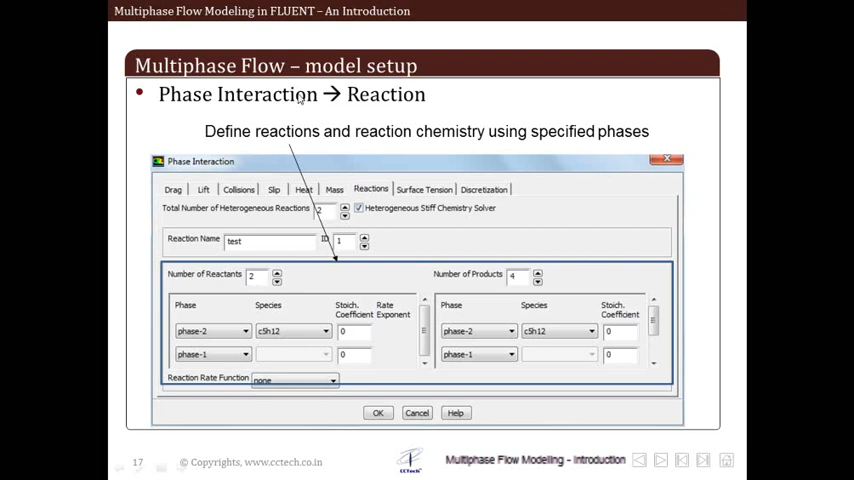 Multiphase Flow Modeling in FLUENT – An Introduction
Multiphase Flow – model setup
• Phase Interaction → Reaction
Define reactions and reaction chemistry using specified phases
Phase Interaction
Drag Lift Collisions Slip Heat Mass Reactions Surface Tension Discretization
Total Number of Heterogeneous Reactions 2 Heterogeneous Stiff Chemistry Solver
Reaction Name test ID 1
Number of Reactants 2 Number of Products 4
Phase Species Stoich. Coefficient Rate Exponent Phase Species Stoich. Coefficient
phase-2 c5h12 0 phase-2 c5h12 0
phase-1 0 phase-1 0
Reaction Rate Function none
OK Cancel Help
17 © Copyrights, www.cctech.co.in CCTech Multiphase Flow Modeling - Introduction